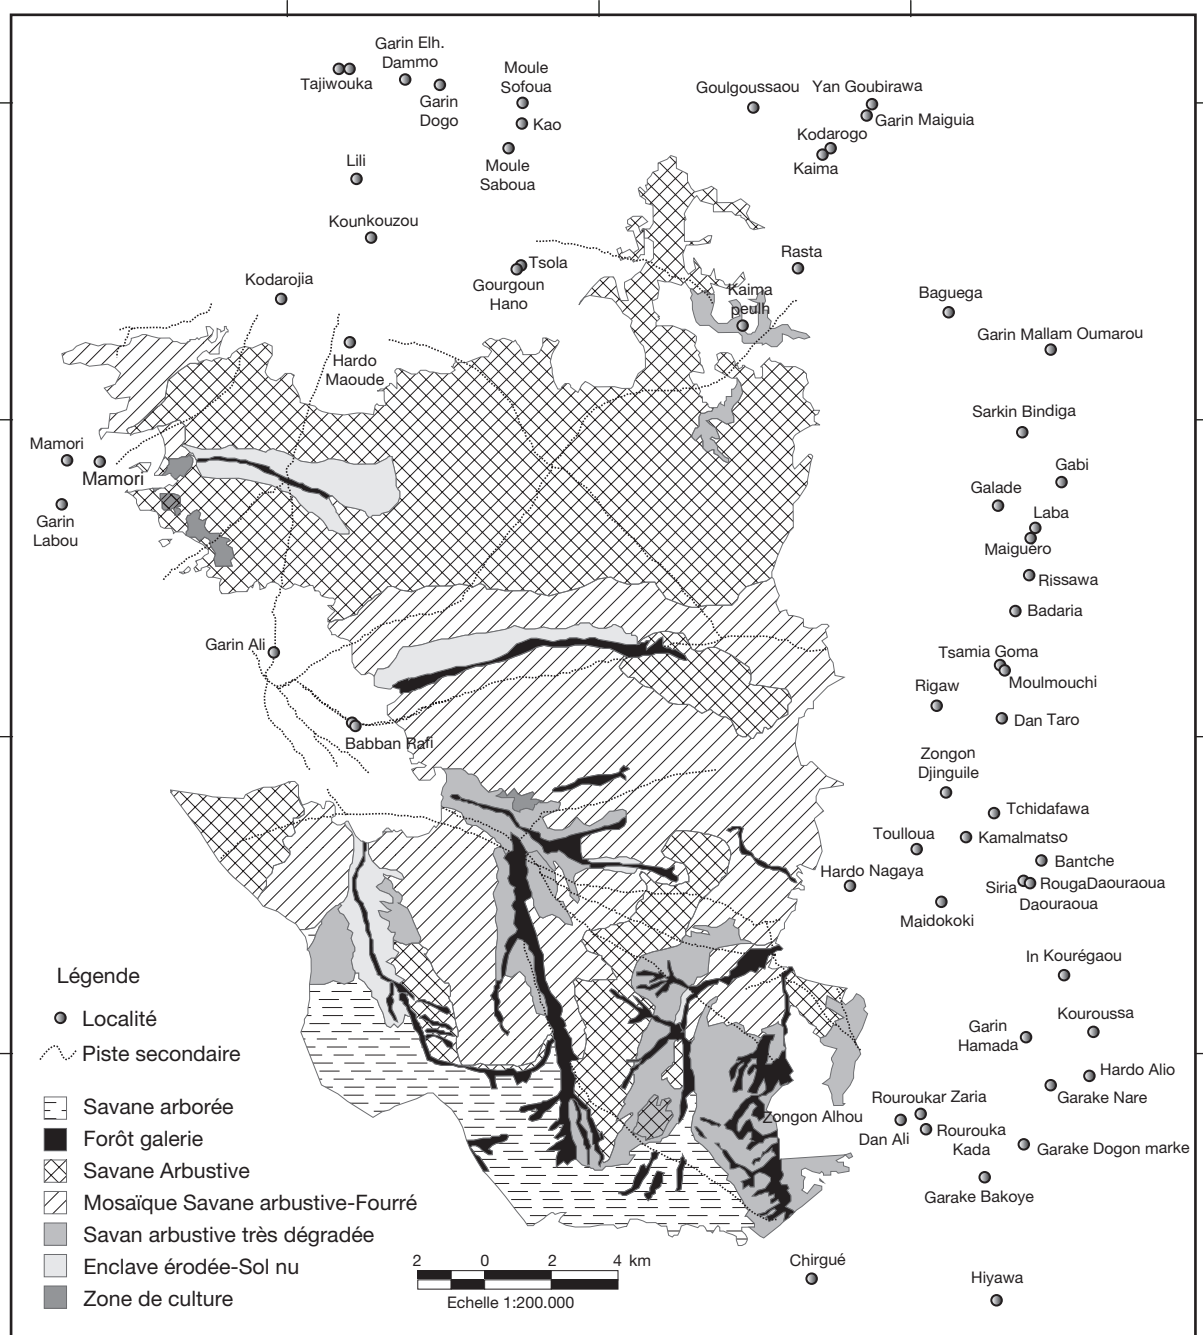 Garin Elh.
Dammo
Tajiwouka
Garin
Dogo
Moule
Sofoua
Kao
Moule
Saboua
Goulgoussaou
Yan Goubirawa
Garin Maiguia
Kodarogo
Kaima
Lili
Kounkouzou
Tsola
Gourgoun
Hano
Rasta
Kodarojia
Kaima
peulh
Baguega
Garin Mallam Oumarou
Hardo
Maoude
Sarkin Bindiga
Mamori
Mamori
Gabi
Galade
Garin
Labou
Laba
Maiguero
Rissawa
Badaria
Garin Ali
Tsamia Goma
Moulmouchi
Rigaw
Dan Taro
Babban Rafi
Zongon
Djinguile
Tchidafawa
Toulloua
Kamalmatso
Bantche
Hardo Nagaya
Siria
RougaDaouraoua
Daouraoua
Maidokoki
In Kourégaou
Kouroussa
Garin
Hamada
Hardo Alio
Garake Nare
Rouroukar Zaria
Zongon Alhou
Dan Ali
Rourouka
Kada
Garake Dogon marke
Garake Bakoye
Chirgué
Hiyawa
Légende
Localité
Piste secondaire
Savane arborée
Forôt galerie
Savane Arbustive
Mosaïque Savane arbustive-Fourré
Savan arbustive très dégradée
Enclave érodée-Sol nu
Zone de culture
2 0 2 4 km
Echelle 1:200.000